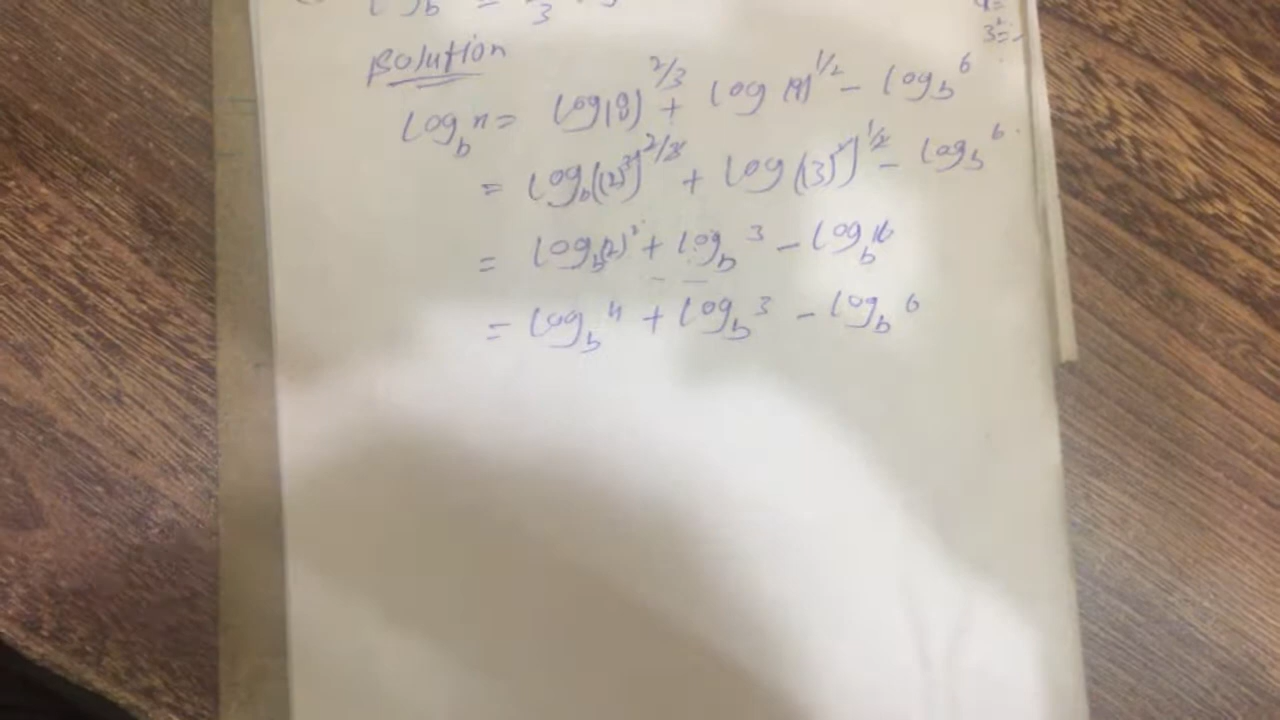 Solution
log_b n = log(8)^2/3 + log(9)^1/2 - log_b 6
= log_b((2)^3)^2/3 + log((3)^2)^1/2 - log_b 6
= log_b(2)^2 + log_b 3 - log_b 6
= log_b 4 + log_b 3 - log_b 6